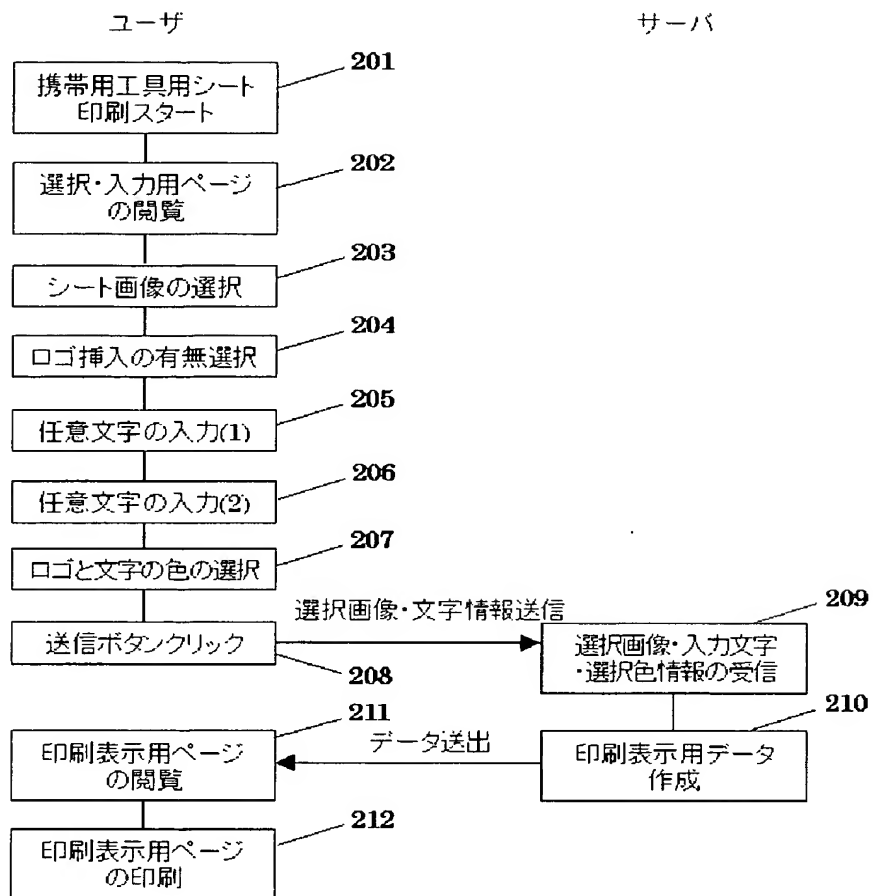 ユーザ
サーバ
201
携帯用工具用シート
印刷スタート
202
選択・入力用ページ
の閲覧
203
シート画像の選択
204
ロゴ挿入の有無選択
205
任意文字の入力(1)
206
任意文字の入力(2)
207
ロゴと文字の色の選択
選択画像・文字情報送信
209
送信ボタンクリック
選択画像・入力文字
・選択色情報の受信
208
210
211
データ送出
印刷表示用ページ
の閲覧
印刷表示用データ
作成
212
印刷表示用ページ
の印刷